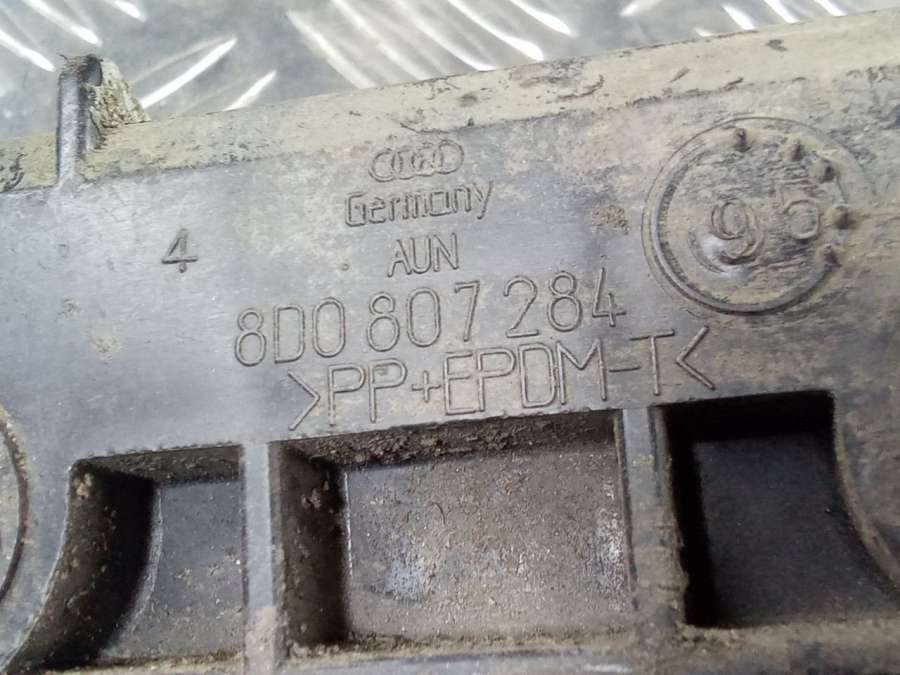 Germany
4
AUN
95
8D0 807 284
>PP+EPDM-T<